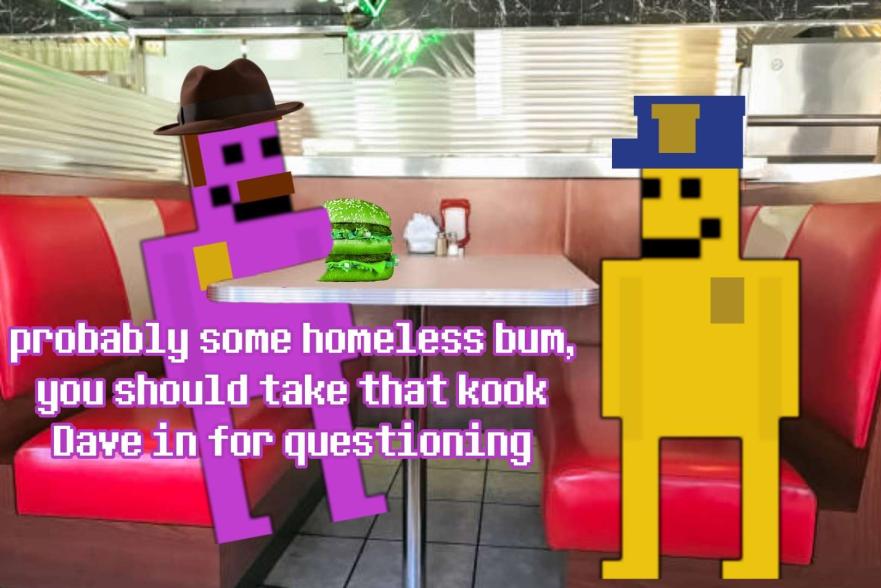 probably some homeless bum,
you should take that kook
Dave in for questioning